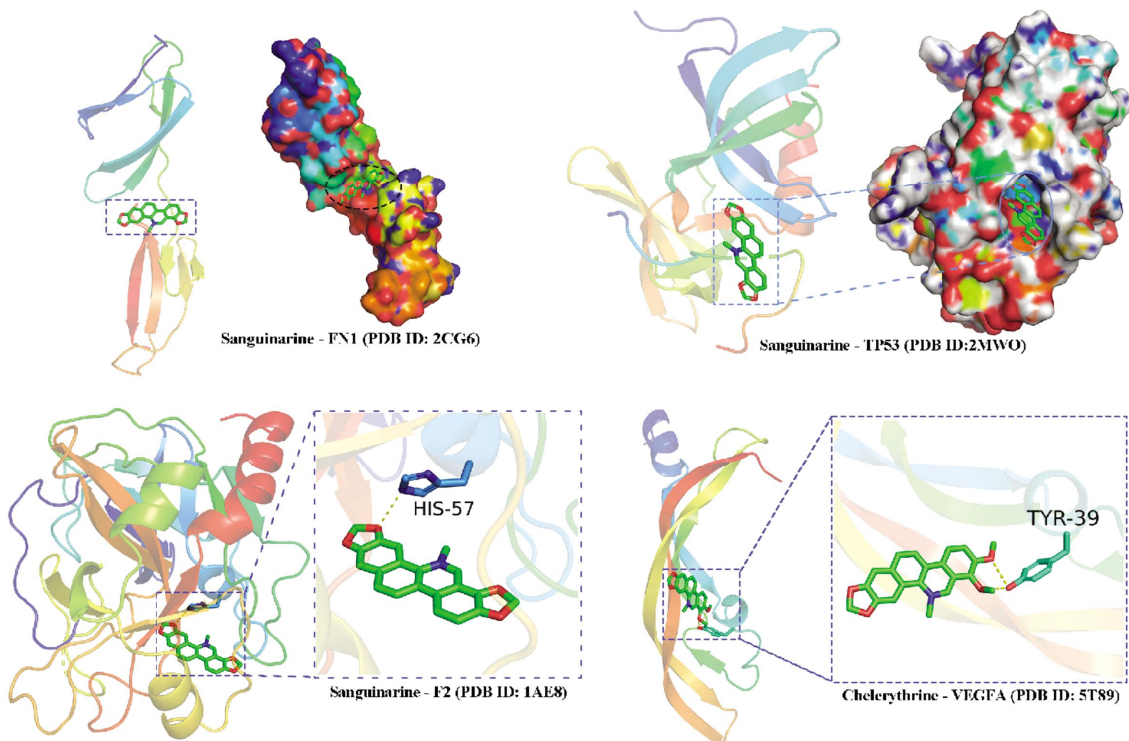 Sanguinarine - FN1 (PDB ID: 2CG6)
Sanguinarine - TP53 (PDB ID:2MWO)
HIS-57
TYR-39
Sanguinarine - F2 (PDB ID: 1AE8)
Chelerythrine - VEGFA (PDB ID: 5T89)